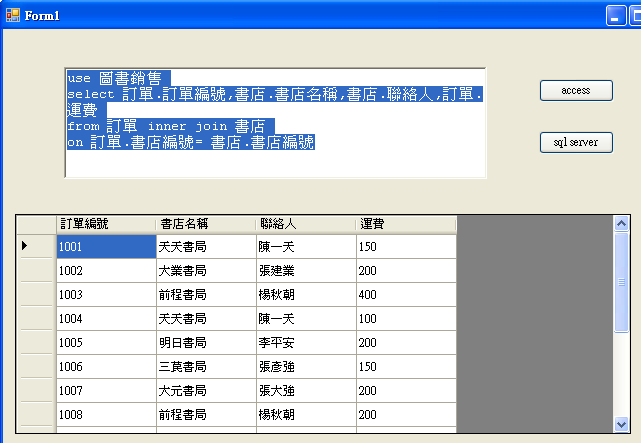 Form1
use 圖書銷售
select 訂單.訂單編號,書店.書店名稱,書店.聯絡人,訂單.
運費
from 訂單 inner join 書店
on 訂單.書店編號= 書店.書店編號
access
sql server
訂單編號 書店名稱 聯絡人 運費
1001 天天書局 陳一天 150
1002 大業書局 張建業 200
1003 前程書局 楊秋朝 400
1004 天天書局 陳一天 100
1005 明日書局 李平安 200
1006 三莫書局 張彥強 150
1007 大元書局 張大強 200
1008 前程書局 楊秋朝 200